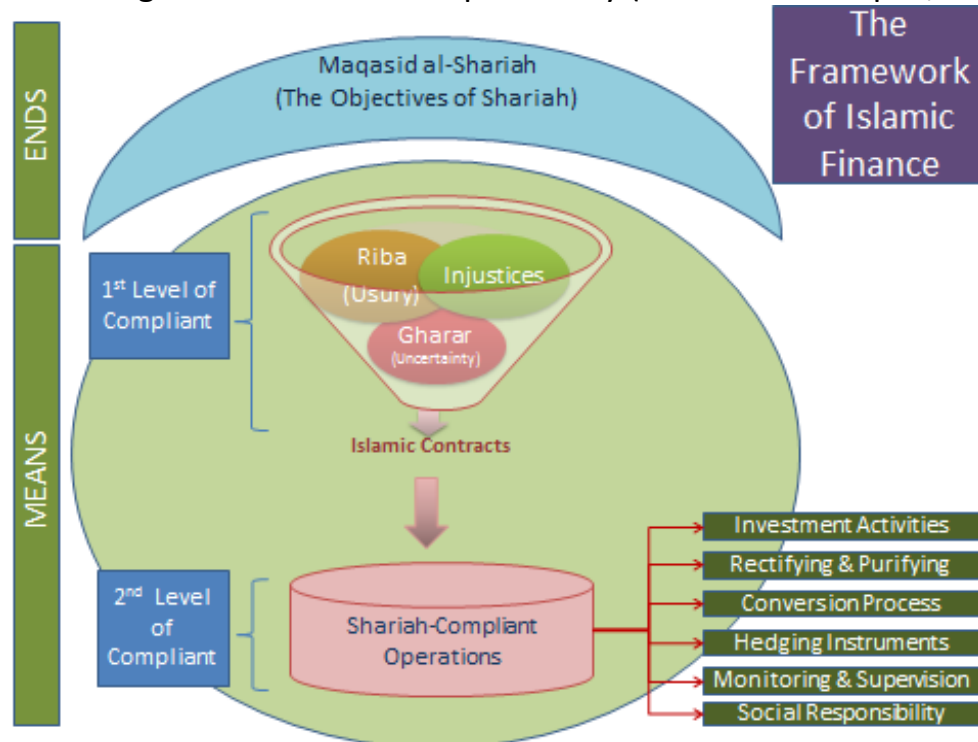 The
Framework
of Islamic
Finance
ENDS
Maqasid al-Shariah
(The Objectives of Shariah)
MEANS
1st Level of
Compliant
Riba
(Usury)
Injustices
Gharar
(Uncertainty)
Islamic Contracts
2nd Level
of
Compliant
Shariah-Compliant
Operations
Investment Activities
Rectifying & Purifying
Conversion Process
Hedging Instruments
Monitoring & Supervision
Social Responsibility